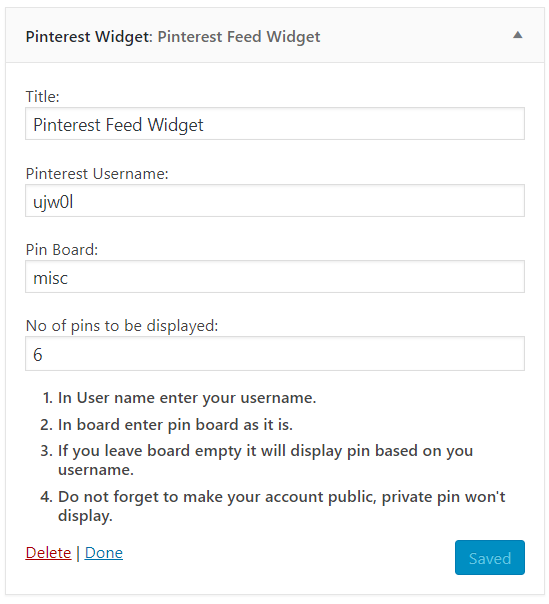 Pinterest Widget: Pinterest Feed Widget
Title:
Pinterest Feed Widget
Pinterest Username:
ujw0l
Pin Board:
misc
No of pins to be displayed:
6
1. In User name enter your username.
2. In board enter pin board as it is.
3. If you leave board empty it will display pin based on you
username.
4. Do not forget to make your account public, private pin won't
display.
Delete | Done
Saved